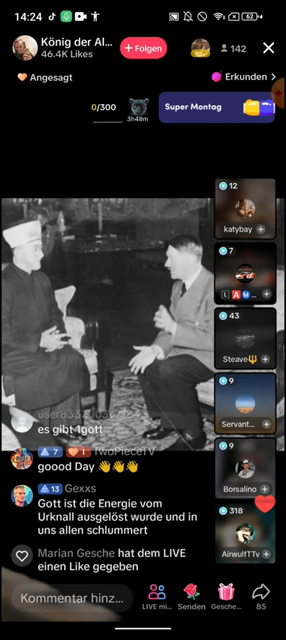 14:24
62
König der Al...
46.4K Likes
+ Folgen
142
Angesagt
Erkunden >
0/300
3h48m
Super Montag
12
katybay
7
🄻🄰🄼...
43
Steave🔱
9
Servant...
9
Borsalino
318
AirwulfTTv
es gibt 1gott
7
1
TwoPieceTV
goood Day 👏👏👏
13 Gexxs
Gott ist die Energie vom
Urknall ausgelöst wurde und in
uns allen schlummert
Marian Gesche hat dem LIVE
einen Like gegeben
Kommentar hinz...
LIVE mi...
Senden
Gesche...
85